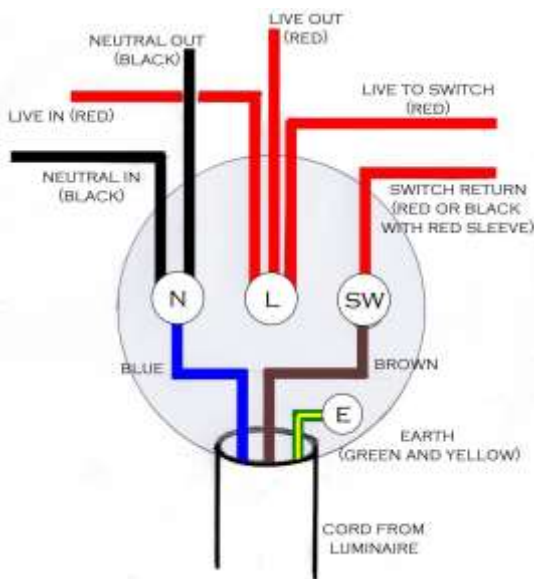 LIVE OUT
(RED)
NEUTRAL OUT
(BLACK)
LIVE TO SWITCH
(RED)
LIVE IN (RED)
NEUTRAL IN
(BLACK)
SWITCH RETURN
(RED OR BLACK
WITH RED SLEEVE)
N
L
SW
BLUE
BROWN
E
EARTH
(GREEN AND YELLOW)
CORD FROM
LUMINAIRE